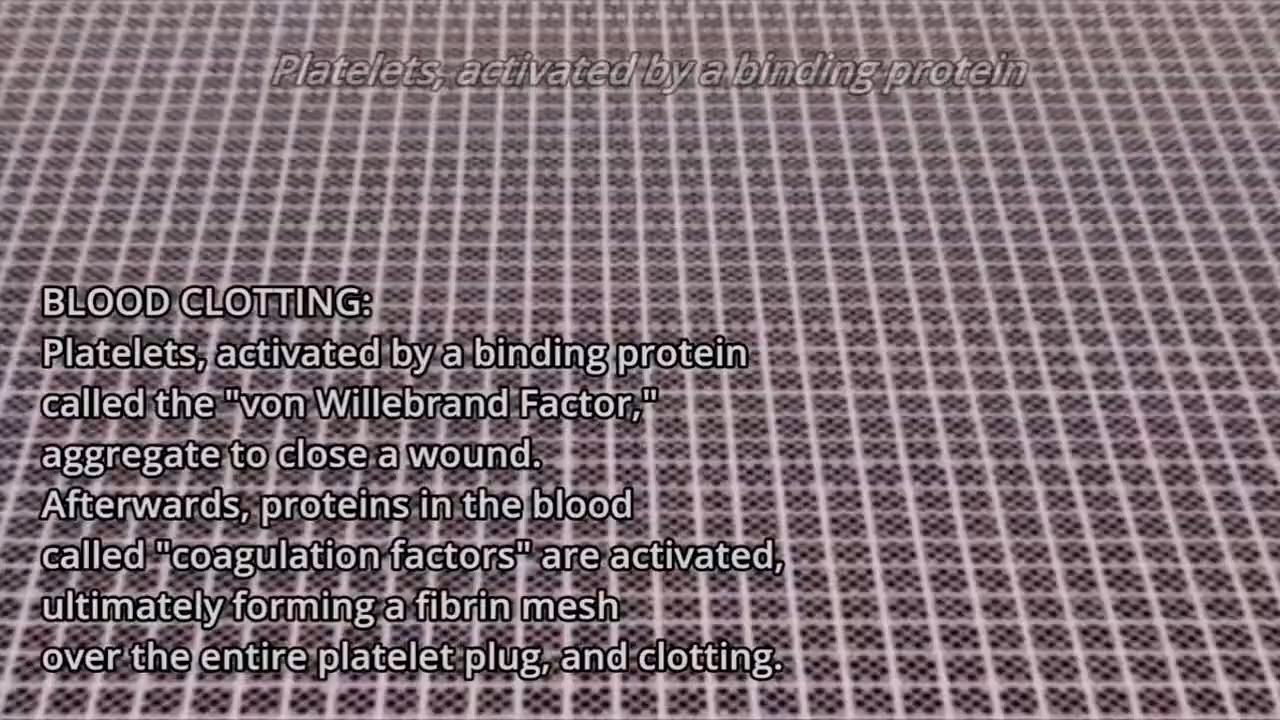 Platelets, activated by a binding protein
BLOOD CLOTTING:
Platelets, activated by a binding protein
called the "von Willebrand Factor,"
aggregate to close a wound.
Afterwards, proteins in the blood
called "coagulation factors" are activated,
ultimately forming a fibrin mesh
over the entire platelet plug, and clotting.